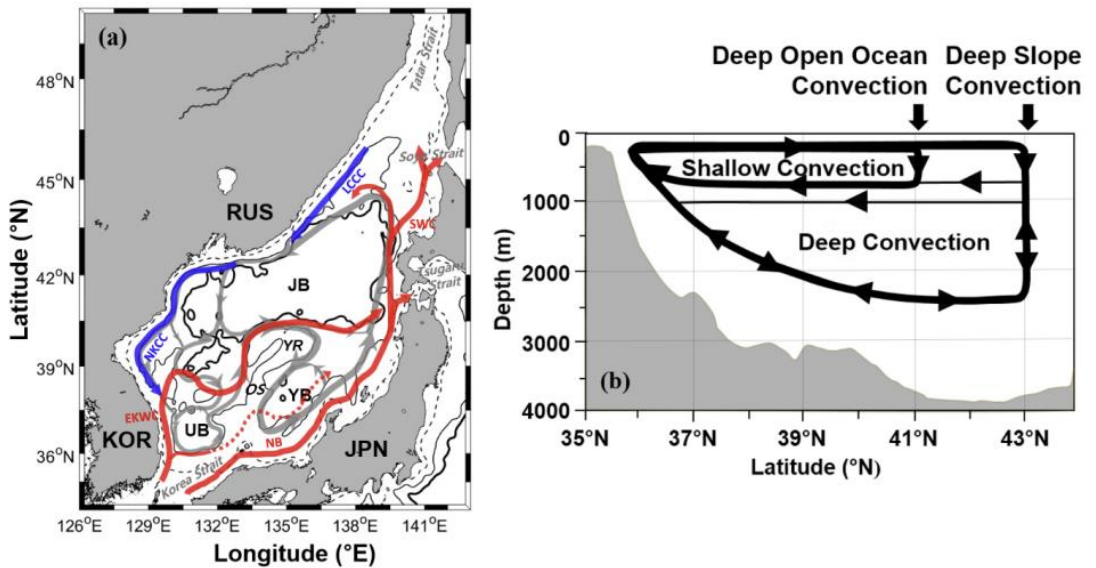 (a)
48°N
45°N
42°N
39°N
36°N
Latitude (°N)
126°E
129°E
132°E
135°E
138°E
141°E
Longitude (°E)
Tatar Strait
Soya Strait
LCCC
RUS
SWC
Tsugaru
Strait
JB
NKCC
YR
OS
YB
EKWC
UB
NB
KOR
JPN
Korea Strait
Deep Open Ocean
Convection
Deep Slope
Convection
0
1000
2000
3000
4000
Depth (m)
Shallow Convection
Deep Convection
(b)
35°N
37°N
39°N
41°N
43°N
Latitude (°N)